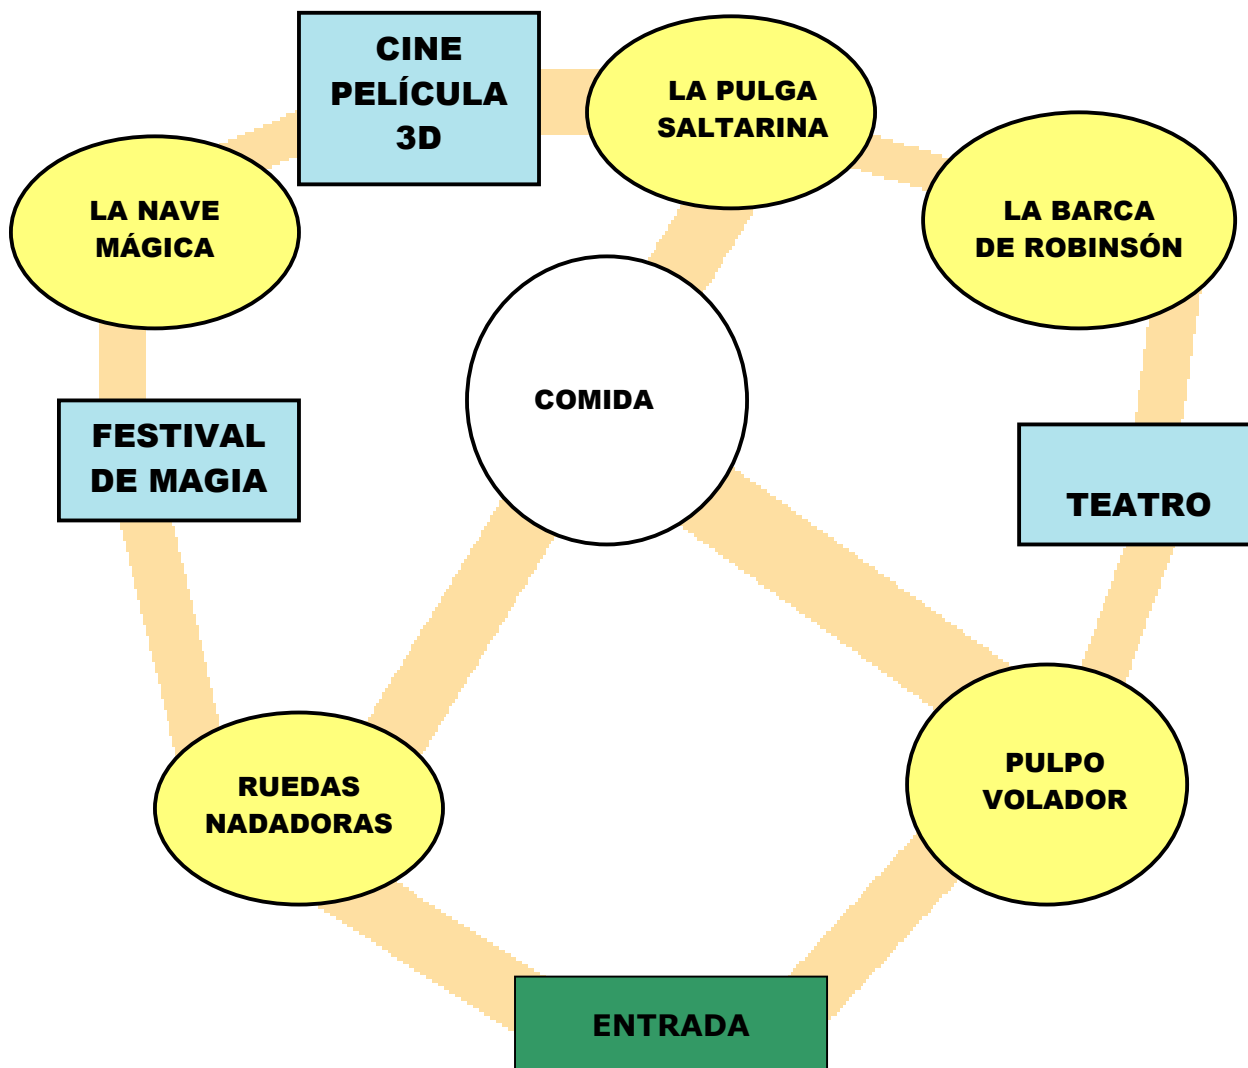 CINE
PELÍCULA
3D
LA PULGA
SALTARINA
LA NAVE
MÁGICA
LA BARCA
DE ROBINSÓN
COMIDA
FESTIVAL
DE MAGIA
TEATRO
RUEDAS
NADADORAS
PULPO
VOLADOR
ENTRADA